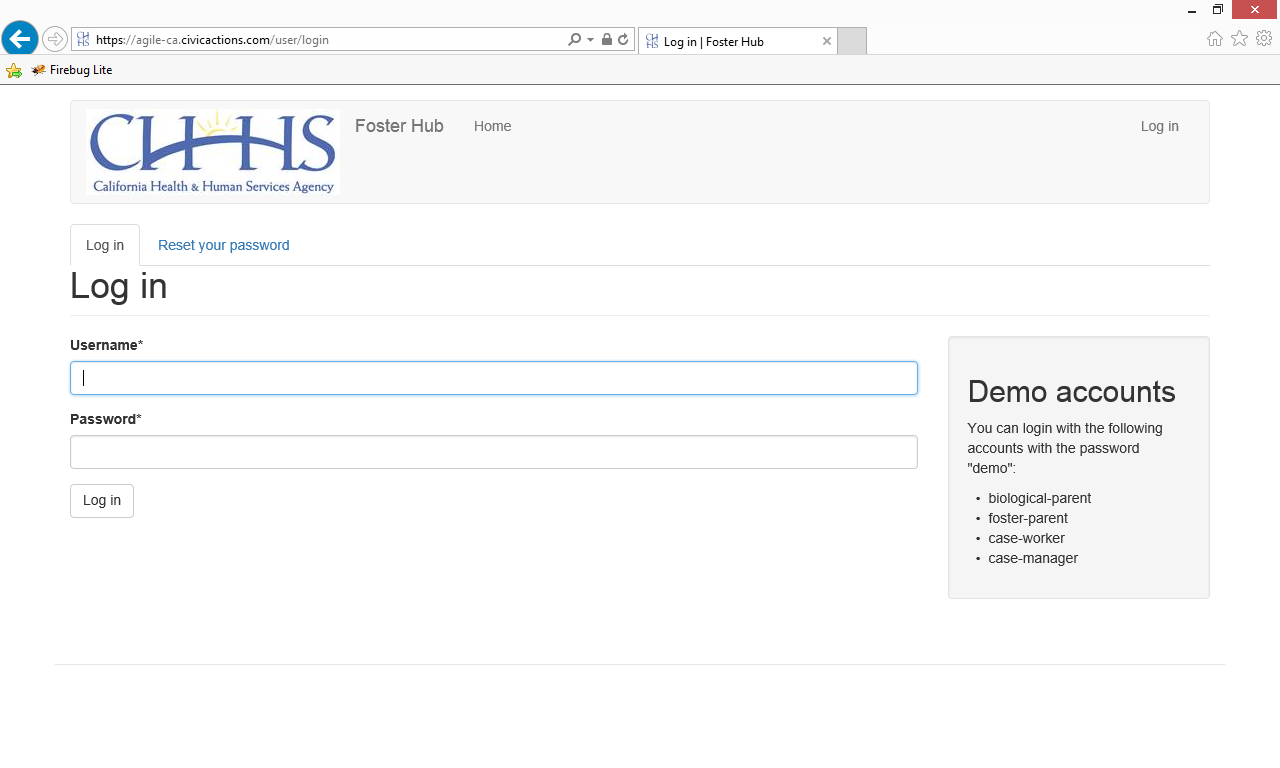 https://agile-ca.civicactions.com/user/login
Log in | Foster Hub
Firebug Lite
CHHS
California Health & Human Services Agency
Foster Hub
Home
Log in
Log in
Reset your password
Log in
Username*
Password*
Log in
Demo accounts
You can login with the following
accounts with the password
"demo":
• biological-parent
• foster-parent
• case-worker
• case-manager